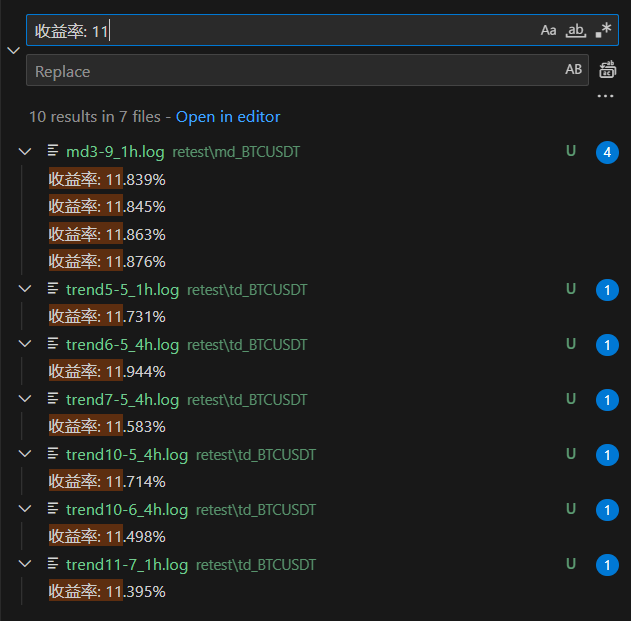 收益率: 11 Aa ab .*
Replace AB
...
10 results in 7 files - Open in editor
md3-9_1h.log retest\md_BTCUSDT U 4
收益率: 11.839%
收益率: 11.845%
收益率: 11.863%
收益率: 11.876%
trend5-5_1h.log retest\td_BTCUSDT U 1
收益率: 11.731%
trend6-5_4h.log retest\td_BTCUSDT U 1
收益率: 11.944%
trend7-5_4h.log retest\td_BTCUSDT U 1
收益率: 11.583%
trend10-5_4h.log retest\td_BTCUSDT U 1
收益率: 11.714%
trend10-6_4h.log retest\td_BTCUSDT U 1
收益率: 11.498%
trend11-7_1h.log retest\td_BTCUSDT U 1
收益率: 11.395%